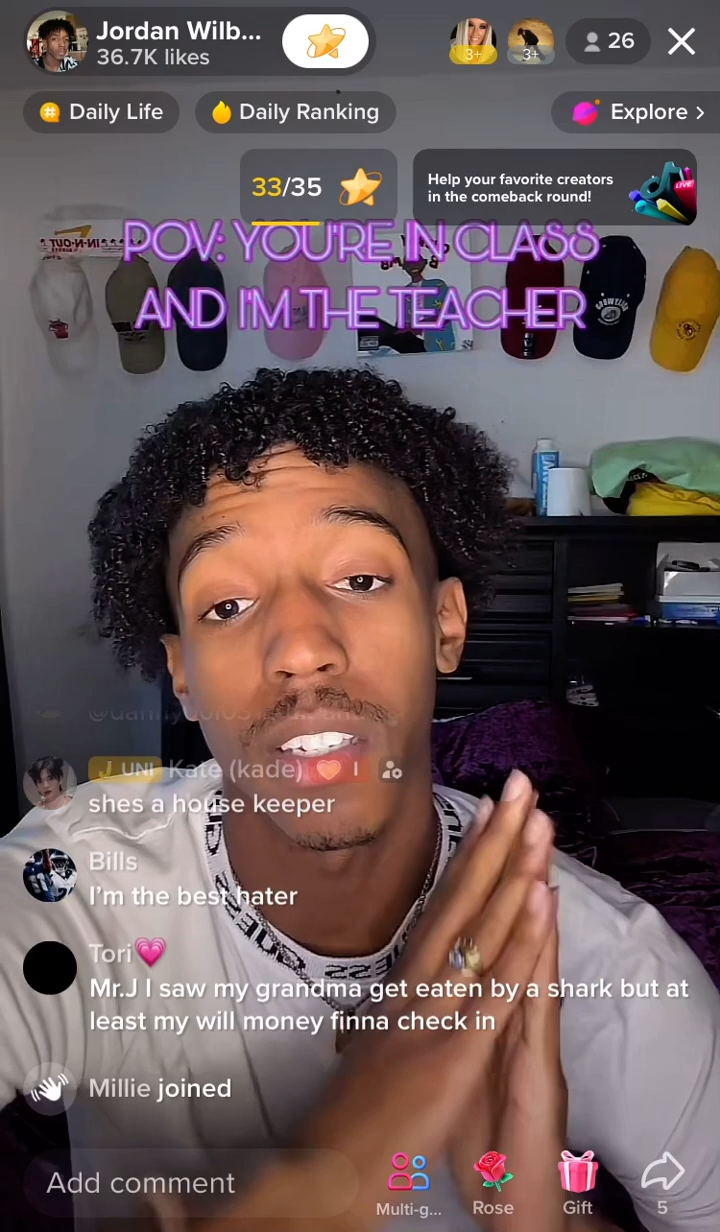 Jordan Wilb...
36.7K likes
3+
3+
26
Daily Life
Daily Ranking
Explore >
33/35
Help your favorite creators
in the comeback round!
LIVE
POV: YOU'RE IN CLASS
AND I'M THE TEACHER
J UNI Kate (kade) I
shes a house keeper
Bills
I'm the best hater
Tori
Mr.J I saw my grandma get eaten by a shark but at
least my will money finna check in
Millie joined
Add comment
Multi-g...
Rose
Gift
5